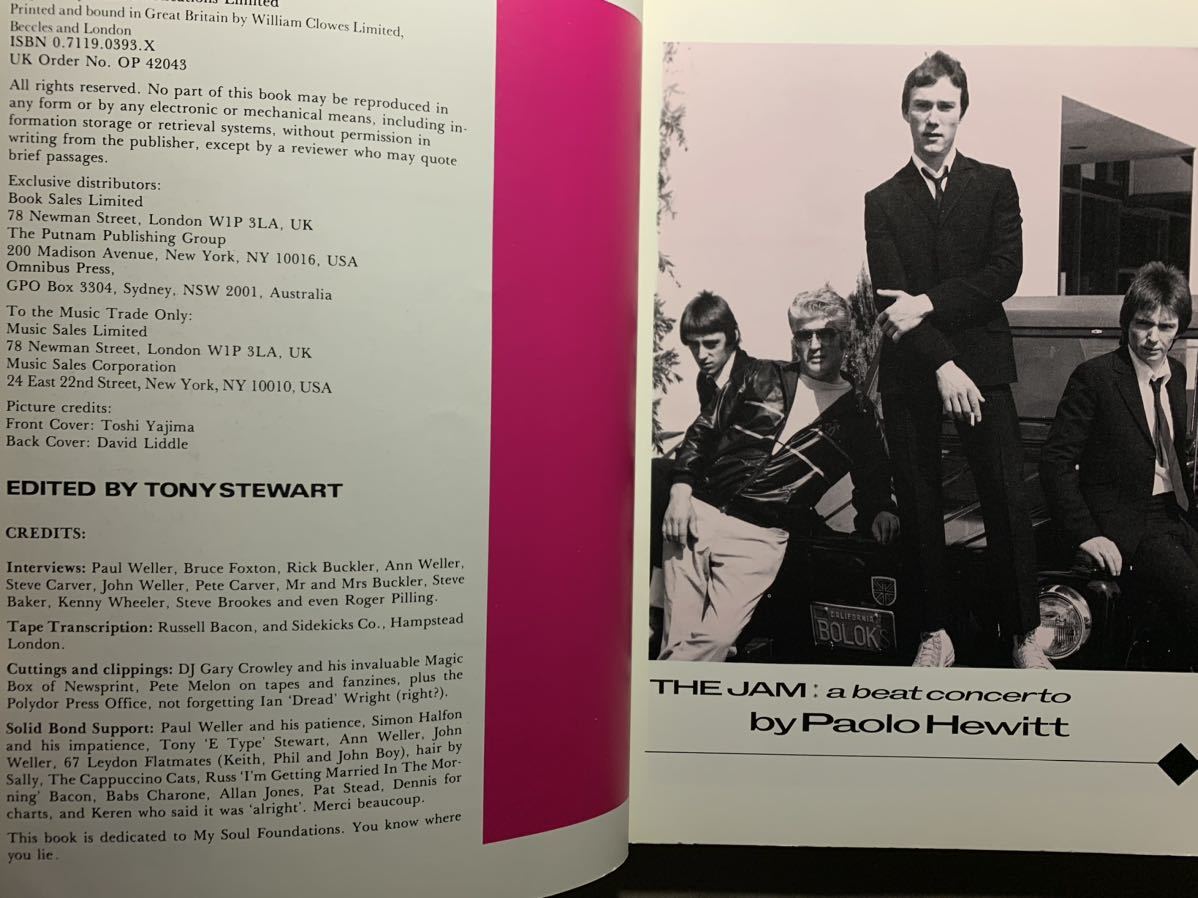 Printed and bound in Great Britain by William Clowes Limited,
Beccles and London
ISBN 0.7119.0393.X
UK Order No. OP 42043
All rights reserved. No part of this book may be reproduced in
any form or by any electronic or mechanical means, including in-
formation storage or retrieval systems, without permission in
writing from the publisher, except by a reviewer who may quote
brief passages.
Exclusive distributors:
Book Sales Limited
78 Newman Street, London W1P 3LA, UK
The Putnam Publishing Group
200 Madison Avenue, New York, NY 10016, USA
Omnibus Press,
GPO Box 3304, Sydney, NSW 2001, Australia
To the Music Trade Only:
Music Sales Limited
78 Newman Street, London W1P 3LA, UK
Music Sales Corporation
24 East 22nd Street, New York, NY 10010, USA
Picture credits:
Front Cover: Toshi Yajima
Back Cover: David Liddle
EDITED BY TONY STEWART
CREDITS:
Interviews: Paul Weller, Bruce Foxton, Rick Buckler, Ann Weller,
Steve Carver, John Weller, Pete Carver, Mr and Mrs Buckler, Steve
Baker, Kenny Wheeler, Steve Brookes and even Roger Pilling.
Tape Transcription: Russell Bacon, and Sidekicks Co., Hampstead
London.
Cuttings and clippings: DJ Gary Crowley and his invaluable Magic
Box of Newsprint, Pete Melon on tapes and fanzines, plus the
Polydor Press Office, not forgetting Ian 'Dread' Wright (right?).
Solid Bond Support: Paul Weller and his patience, Simon Halfon
and his impatience, Tony 'E Type' Stewart, Ann Weller, John
Weller, 67 Leydon Flatmates (Keith, Phil and John Boy), hair by
Sally, The Cappuccino Cats, Russ 'I'm Getting Married In The Mor-
ning' Bacon, Babs Charone, Allan Jones, Pat Stead, Dennis for
charts, and Keren who said it was 'alright'. Merci beaucoup.
This book is dedicated to My Soul Foundations. You know where
you lie.
CALIFORNIA
BOLOKS
THE JAM : a beat concerto
by Paolo Hewitt